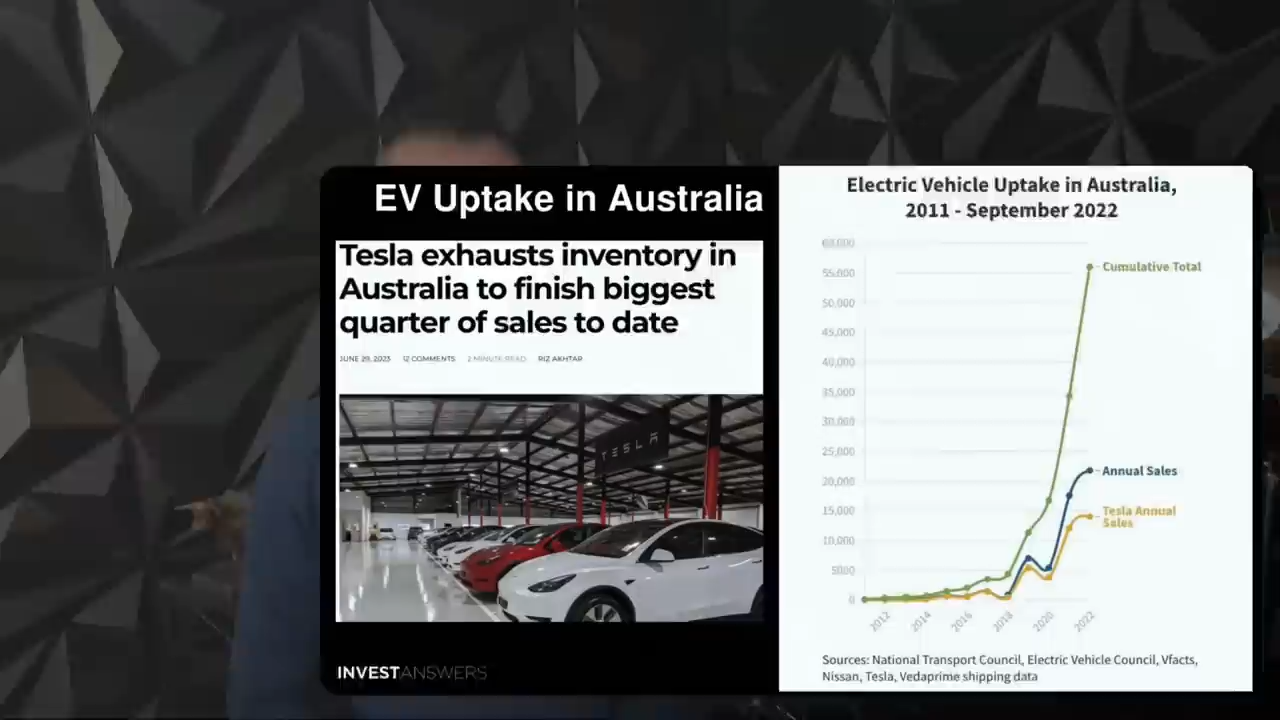 EV Uptake in Australia
Tesla exhausts inventory in
Australia to finish biggest
quarter of sales to date
JUNE 29, 2023 12 COMMENTS 2 MINUTE READ RIZ AKHTAR
TESLA
INVESTANSWERS
Electric Vehicle Uptake in Australia,
2011 - September 2022
60,000
55,000
50,000
45,000
40,000
35,000
30,000
25,000
20,000
15,000
10,000
5000
0
2012
2014
2016
2018
2020
2022
Cumulative Total
Annual Sales
Tesla Annual
Sales
Sources: National Transport Council, Electric Vehicle Council, Vfacts,
Nissan, Tesla, Vedaprime shipping data